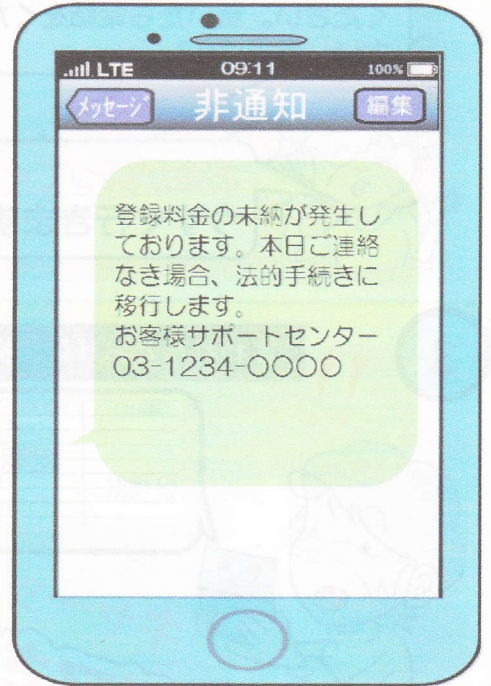 LTE 09:11 100%
メッセージ 非通知 編集
登録料金の未納が発生し
ております。本日ご連絡
なき場合、法的手続きに
移行します。
お客様サポートセンター
03-1234-〇〇〇〇